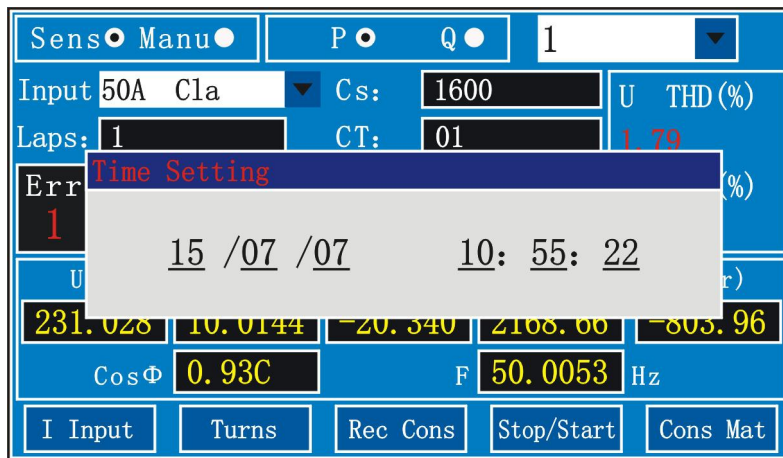 Sens Manu P Q 1
Input 50A Cla Cs: 1600 U THD(%)
Laps: 1 CT: 01 1.79
Time Setting
Err (%)
1
15 /07 /07 10: 55: 22
U r)
231.028 10.0144 -20.340 2168.66 -803.96
CosΦ 0.93C F 50.0053 Hz
I Input Turns Rec Cons Stop/Start Cons Mat